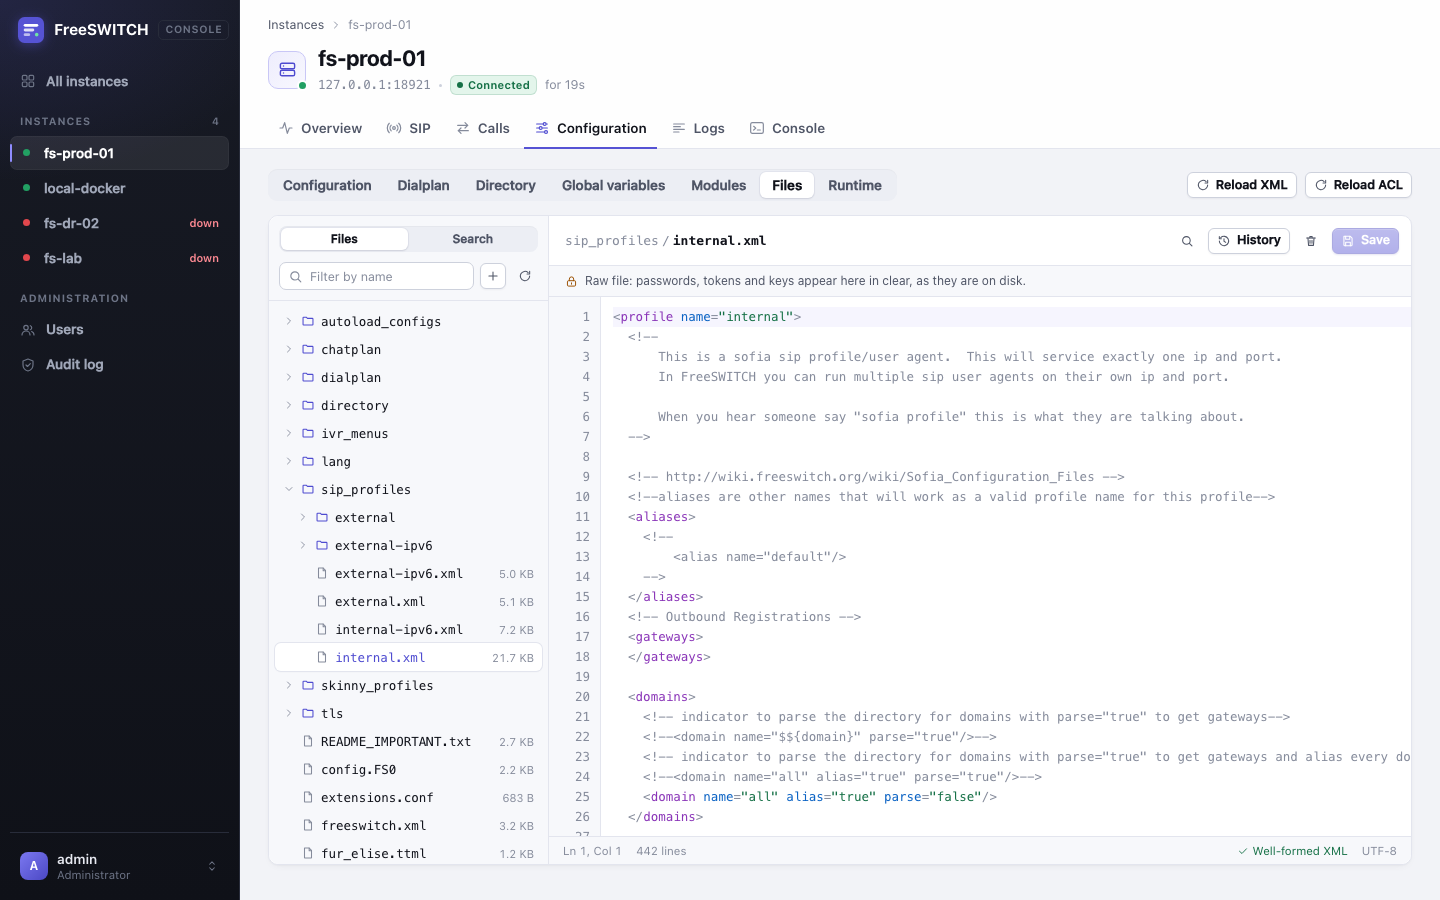 FreeSWITCH CONSOLE
All instances
INSTANCES 4
fs-prod-01
local-docker
fs-dr-02 down
fs-lab down
ADMINISTRATION
Users
Audit log
A
admin
Administrator
Instances > fs-prod-01
fs-prod-01
127.0.0.1:18921 • Connected for 19s
Overview SIP Calls Configuration Logs Console
Configuration Dialplan Directory Global variables Modules Files Runtime
Reload XML Reload ACL
Files Search
Filter by name
autoload_configs
chatplan
dialplan
directory
ivr_menus
lang
sip_profiles
external
external-ipv6
external-ipv6.xml 5.0 KB
external.xml 5.1 KB
internal-ipv6.xml 7.2 KB
internal.xml 21.7 KB
skinny_profiles
tls
README_IMPORTANT.txt 2.7 KB
config.FS0 2.2 KB
extensions.conf 683 B
freeswitch.xml 3.2 KB
fur_elise.ttml 1.2 KB
sip_profiles / internal.xml
History Save
Raw file: passwords, tokens and keys appear here in clear, as they are on disk.
1 <profile name="internal">
2 <!--
3 This is a sofia sip profile/user agent.  This will service exactly one ip and port.
4 In FreeSWITCH you can run multiple sip user agents on their own ip and port.
5
6 When you hear someone say "sofia profile" this is what they are talking about.
7 -->
8
9 <!-- http://wiki.freeswitch.org/wiki/Sofia_Configuration_Files -->
10 <!--aliases are other names that will work as a valid profile name for this profile-->
11 <aliases>
12 <!--
13 <alias name="default"/>
14 -->
15 </aliases>
16 <!-- Outbound Registrations -->
17 <gateways>
18 </gateways>
19
20 <domains>
21 <!-- indicator to parse the directory for domains with parse="true" to get gateways-->
22 <!--<domain name="$${domain}" parse="true"/>-->
23 <!-- indicator to parse the directory for domains with parse="true" to get gateways and alias every do
24 <!--<domain name="all" alias="true" parse="true"/>-->
25 <domain name="all" alias="true" parse="false"/>
26 </domains>
27
Ln 1, Col 1 442 lines
Well-formed XML UTF-8